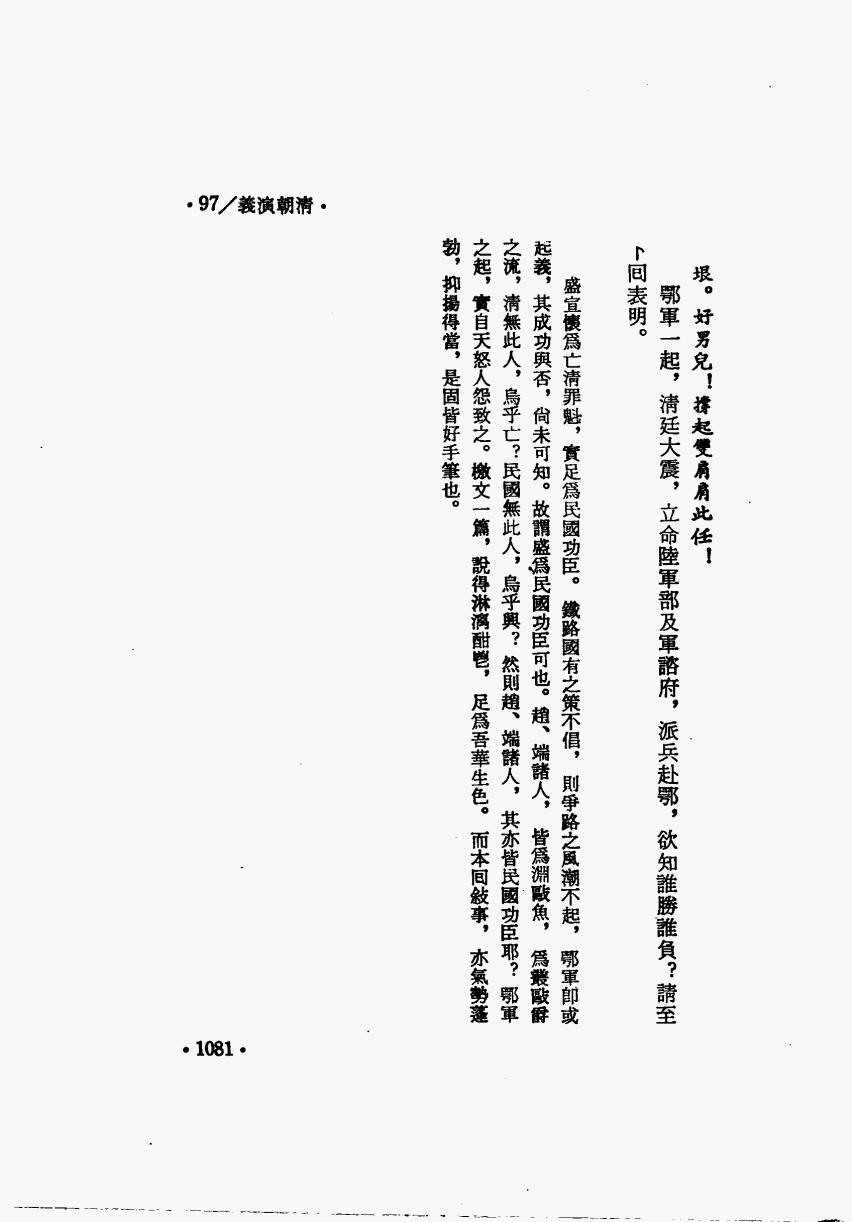 ·97/義演朝清·
垠。好男兒！撐起雙肩肩此任！
鄂軍一起，清廷大震，立命陸軍部及軍諮府，派兵赴鄂，欲知誰勝誰負？請至
下回表明。
盛宣懷爲亡清罪魁，實足爲民國功臣。鐵路國有之策不倡，則爭路之風潮不起，鄂軍卽或
起義，其成功與否，尙未可知。故謂盛爲民國功臣可也。趙、端諸人，皆爲淵敺魚，爲叢敺爵
之流，清無此人，烏乎亡？民國無此人，烏乎興？然則趙、端諸人，其亦皆民國功臣耶？鄂軍
之起，實自天怒人怨致之。檄文一篇，說得淋漓酣鬯，足爲吾華生色。而本回敍事，亦氣勢蓬
勃，抑揚得當，是固皆好手筆也。
·1081·